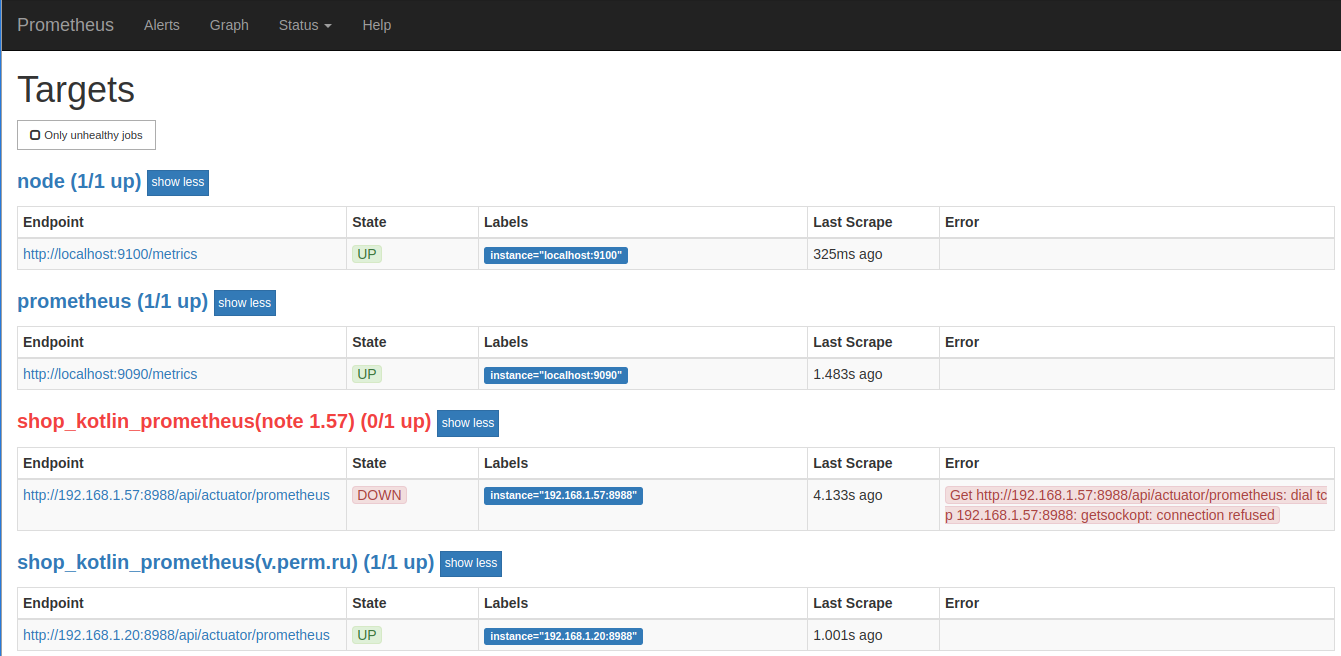 Prometheus Alerts Graph Status Help
Targets
Only unhealthy jobs
node (1/1 up) show less
Endpoint State Labels Last Scrape Error
http://localhost:9100/metrics UP instance="localhost:9100" 325ms ago
prometheus (1/1 up) show less
Endpoint State Labels Last Scrape Error
http://localhost:9090/metrics UP instance="localhost:9090" 1.483s ago
shop_kotlin_prometheus(note 1.57) (0/1 up) show less
Endpoint State Labels Last Scrape Error
http://192.168.1.57:8988/api/actuator/prometheus DOWN instance="192.168.1.57:8988" 4.133s ago Get http://192.168.1.57:8988/api/actuator/prometheus: dial tc
p 192.168.1.57:8988: getsockopt: connection refused
shop_kotlin_prometheus(v.perm.ru) (1/1 up) show less
Endpoint State Labels Last Scrape Error
http://192.168.1.20:8988/api/actuator/prometheus UP instance="192.168.1.20:8988" 1.001s ago